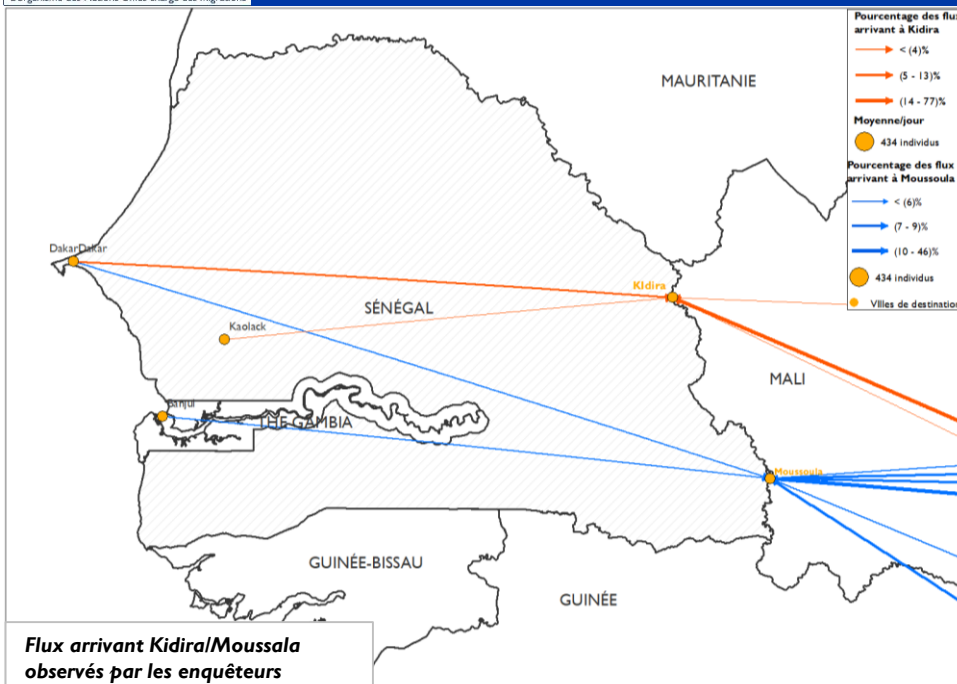 Pourcentage des flux
arrivant à Kidira
< (4)%
(5 - 13)%
(14 - 77)%
Moyenne/jour
434 individus
Pourcentage des flux
arrivant à Moussoula
< (6)%
(7 - 9)%
(10 - 46)%
434 individus
VIlles de destination
MAURITANIE
DakarDakar
KIdira
SÉNÉGAL
Kaolack
MALI
Banjul
THE GAMBIA
Moussoula
GUINÉE-BISSAU
GUINÉE
Flux arrivant Kidira/Moussala
observés par les enquêteurs